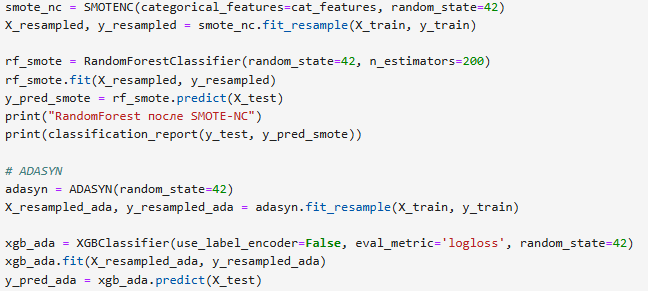 smote_nc = SMOTENC(categorical_features=cat_features, random_state=42)
X_resampled, y_resampled = smote_nc.fit_resample(X_train, y_train)
rf_smote = RandomForestClassifier(random_state=42, n_estimators=200)
rf_smote.fit(X_resampled, y_resampled)
y_pred_smote = rf_smote.predict(X_test)
print("RandomForest после SMOTE-NC")
print(classification_report(y_test, y_pred_smote))
# ADASYN
adasyn = ADASYN(random_state=42)
X_resampled_ada, y_resampled_ada = adasyn.fit_resample(X_train, y_train)
xgb_ada = XGBClassifier(use_label_encoder=False, eval_metric='logloss', random_state=42)
xgb_ada.fit(X_resampled_ada, y_resampled_ada)
y_pred_ada = xgb_ada.predict(X_test)